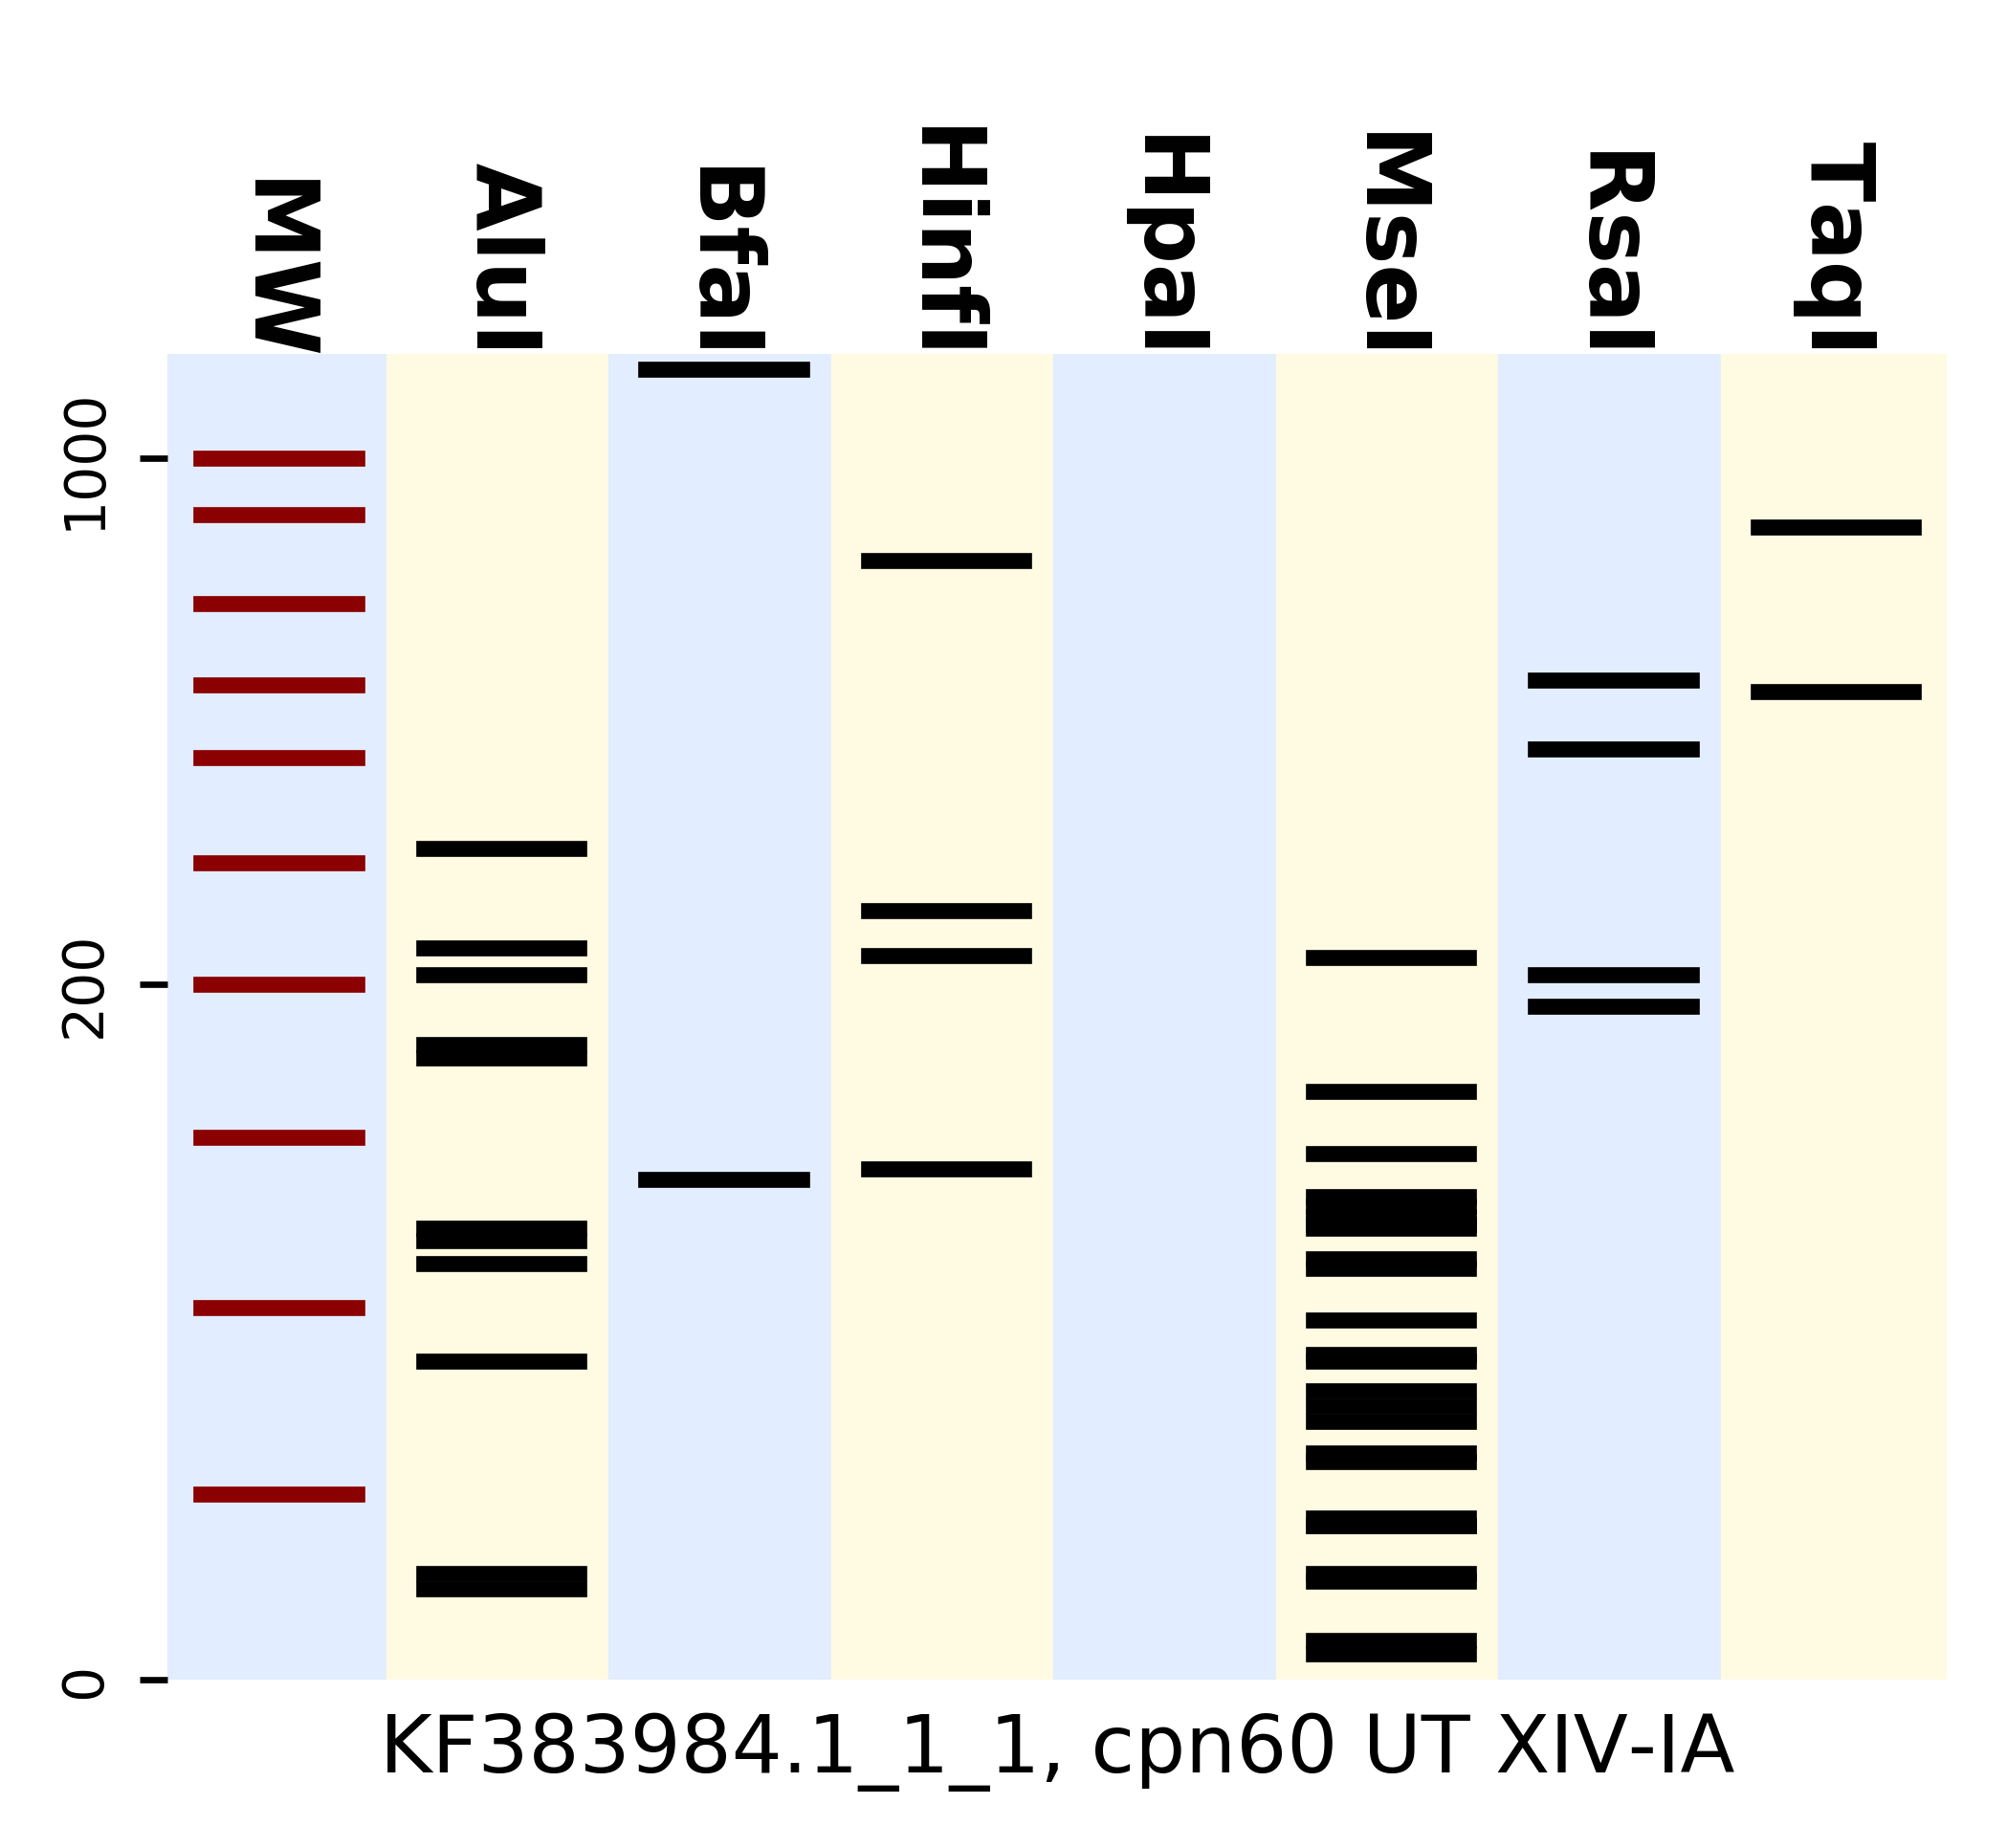 MW
AluI
BfaI
HinfI
HpaI
MseI
RsaI
TaqI
1000
200
0
KF383984.1_1_1, cpn60 UT XIV-IA